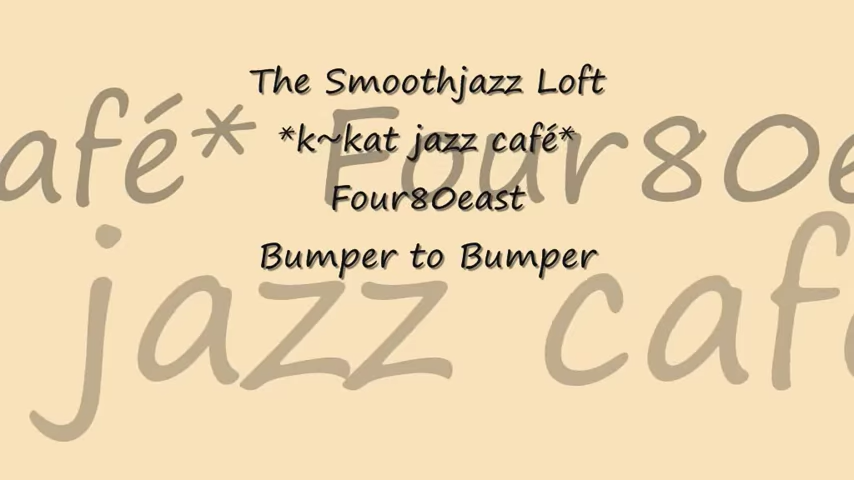 The Smoothjazz Loft
*k~kat jazz café*
Four80east
Bumper to Bumper
afé* Four80e
jazz caf